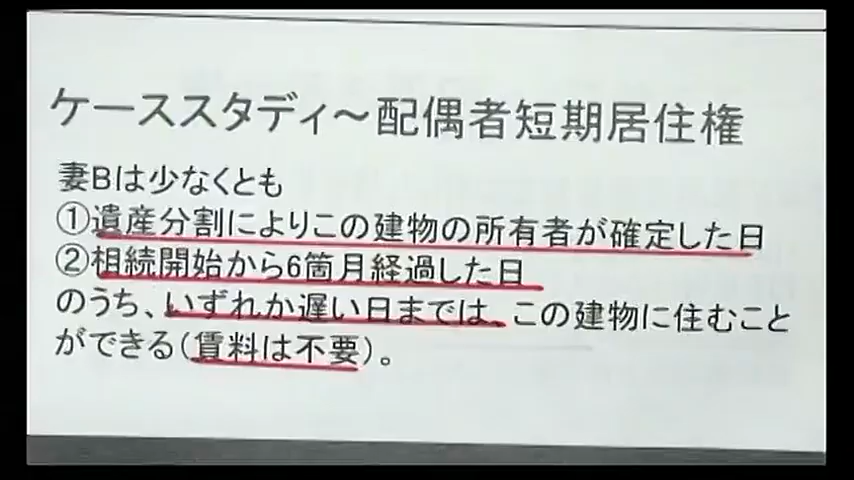 ケーススタディ～配偶者短期居住権
妻Bは少なくとも
①遺産分割によりこの建物の所有者が確定した日
②相続開始から6箇月経過した日
のうち、いずれか遅い日までは、この建物に住むこと
ができる(賃料は不要)。